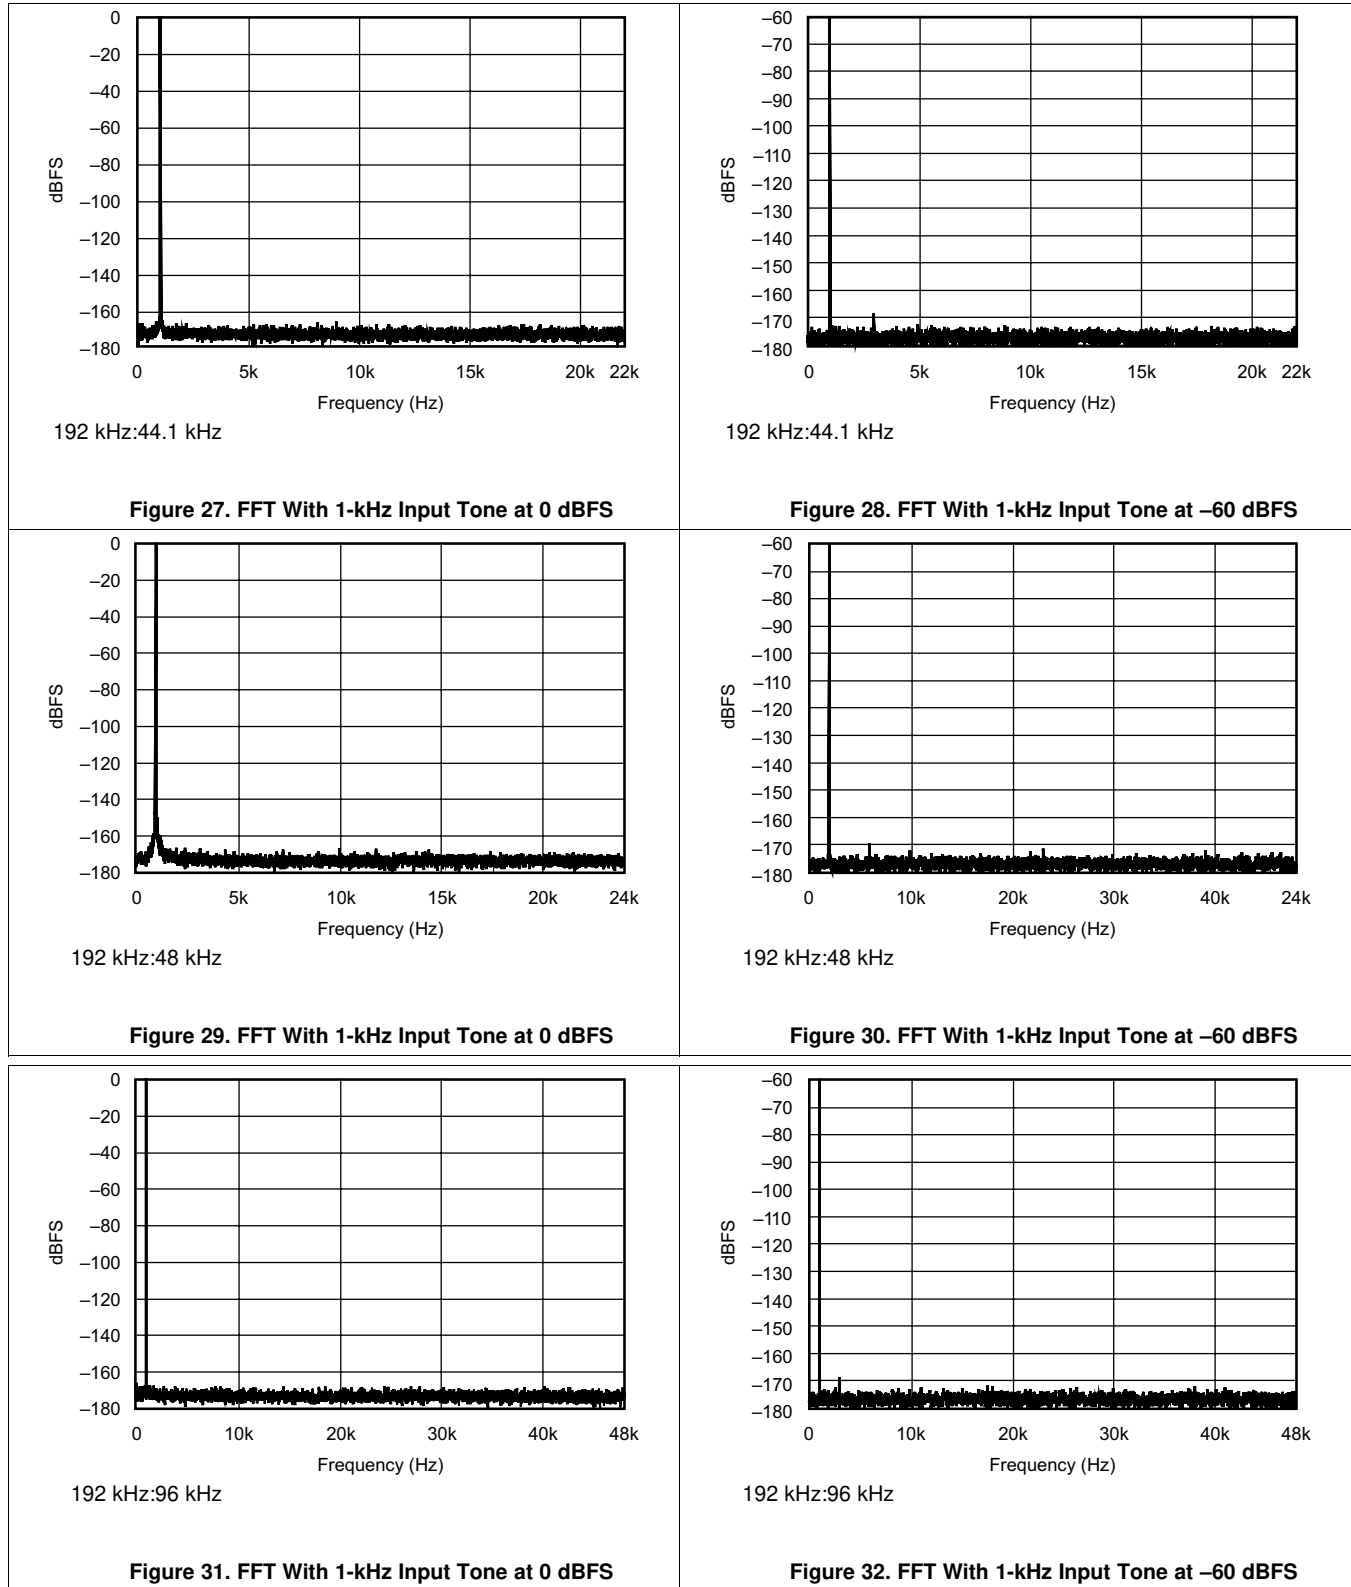 0
–20
–40
–60
–80
–100
–120
–140
–160
–180
dBFS
0 5k 10k 15k 20k 22k
Frequency (Hz)
192 kHz:44.1 kHz
Figure 27. FFT With 1-kHz Input Tone at 0 dBFS
–60
–70
–80
–90
–100
–110
–120
–130
–140
–150
–160
–170
–180
dBFS
0 5k 10k 15k 20k 22k
Frequency (Hz)
192 kHz:44.1 kHz
Figure 28. FFT With 1-kHz Input Tone at –60 dBFS
0
–20
–40
–60
–80
–100
–120
–140
–160
–180
dBFS
0 5k 10k 15k 20k 24k
Frequency (Hz)
192 kHz:48 kHz
Figure 29. FFT With 1-kHz Input Tone at 0 dBFS
–60
–70
–80
–90
–100
–110
–120
–130
–140
–150
–160
–170
–180
dBFS
0 10k 20k 30k 40k 24k
Frequency (Hz)
192 kHz:48 kHz
Figure 30. FFT With 1-kHz Input Tone at –60 dBFS
0
–20
–40
–60
–80
–100
–120
–140
–160
–180
dBFS
0 10k 20k 30k 40k 48k
Frequency (Hz)
192 kHz:96 kHz
Figure 31. FFT With 1-kHz Input Tone at 0 dBFS
–60
–70
–80
–90
–100
–110
–120
–130
–140
–150
–160
–170
–180
dBFS
0 10k 20k 30k 40k 48k
Frequency (Hz)
192 kHz:96 kHz
Figure 32. FFT With 1-kHz Input Tone at –60 dBFS